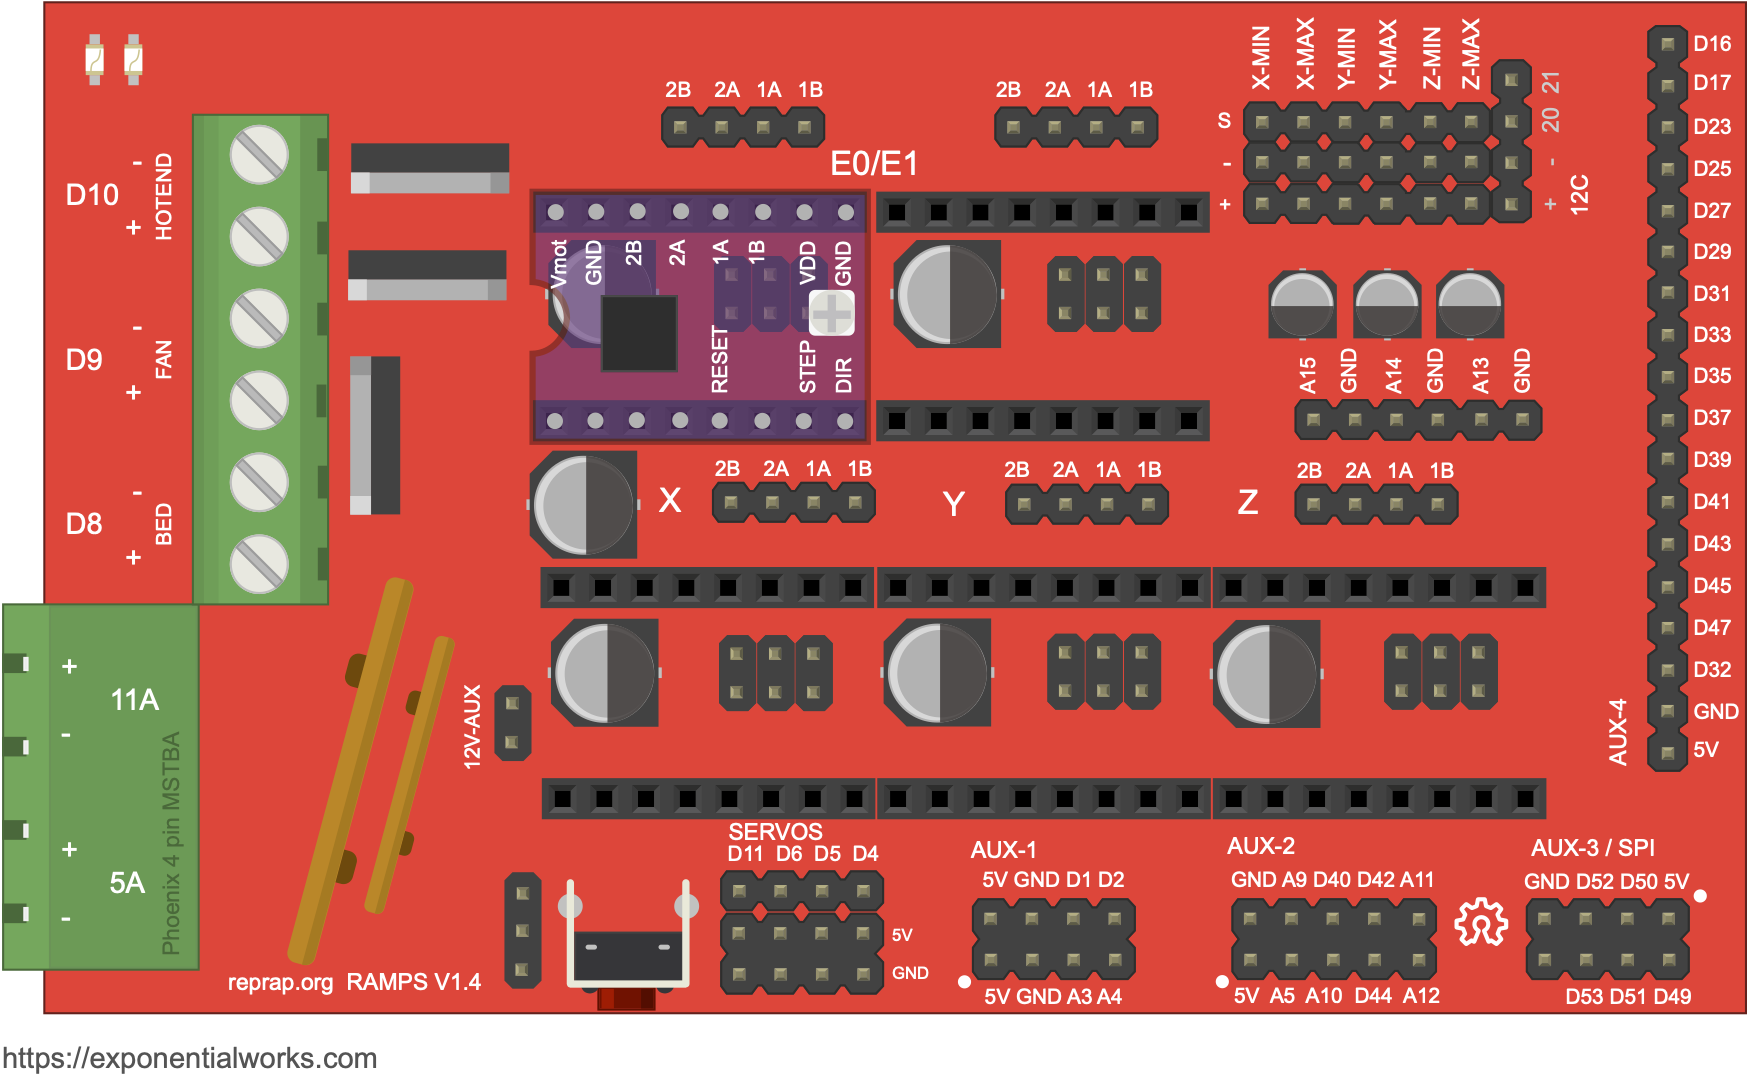 X-MIN X-MAX Y-MIN Y-MAX Z-MIN Z-MAX
21
20
-
+
12C
S
-
+
2B 2A 1A 1B
2B 2A 1A 1B
E0/E1
Vmot GND 2B 2A 1A 1B VDD GND
RESET STEP DIR
-
D10
+
HOTEND
-
D9
+
FAN
-
D8
+
BED
A15 GND A14 GND A13 GND
X
2B 2A 1A 1B
Y
2B 2A 1A 1B
Z
2B 2A 1A 1B
D16
D17
D23
D25
D27
D29
D31
D33
D35
D37
D39
D41
D43
D45
D47
D32
GND
5V
AUX-4
+
11A
-
+
5A
-
Phoenix 4 pin MSTBA
12V-AUX
reprap.org RAMPS V1.4
SERVOS
D11 D6 D5 D4
5V
GND
AUX-1
5V GND D1 D2
5V GND A3 A4
AUX-2
GND A9 D40 D42 A11
5V A5 A10 D44 A12
AUX-3 / SPI
GND D52 D50 5V
D53 D51 D49
https://exponentialworks.com